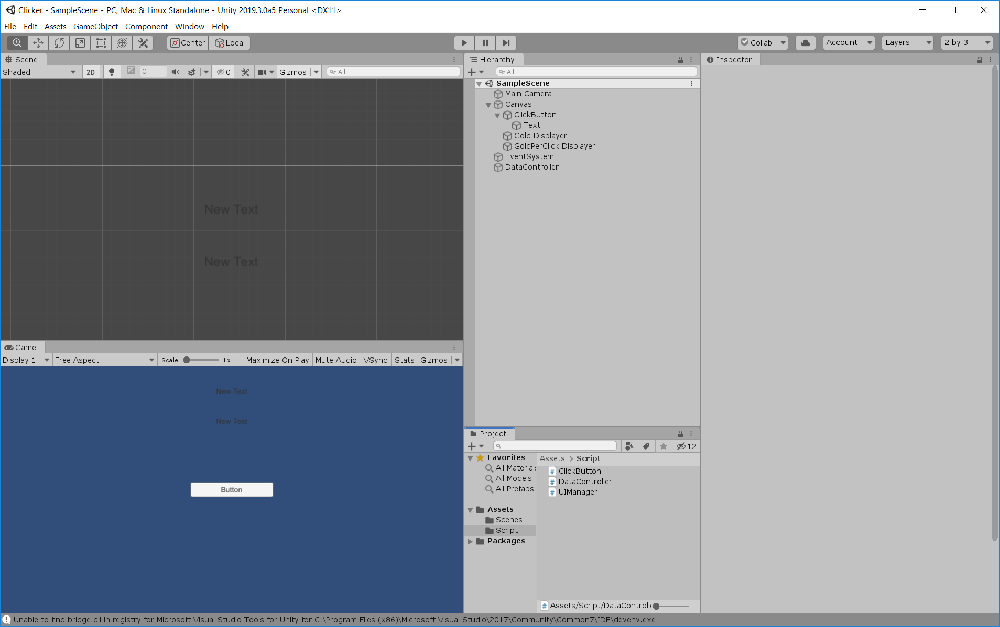 Clicker - SampleScene - PC, Mac & Linux Standalone - Unity 2019.3.0a5 Personal <DX11>
File Edit Assets GameObject Component Window Help
Center Local Collab Account Layers 2 by 3
Scene
Shaded 2D 0 0 Gizmos All
New Text
New Text
Game
Display 1 Free Aspect Scale 1x Maximize On Play Mute Audio VSync Stats Gizmos
New Text
New Text
Button
Hierarchy
All
SampleScene
Main Camera
Canvas
ClickButton
Text
Gold Displayer
GoldPerClick Displayer
EventSystem
DataController
Project
12
Favorites
All Materials
All Models
All Prefabs
Assets
Scenes
Script
Packages
Assets > Script
ClickButton
DataController
UIManager
Assets/Script/DataControlle
Inspector
Unable to find bridge dll in registry for Microsoft Visual Studio Tools for Unity for C:\Program Files (x86)\Microsoft Visual Studio\2017\Community\Common7\IDE\devenv.exe